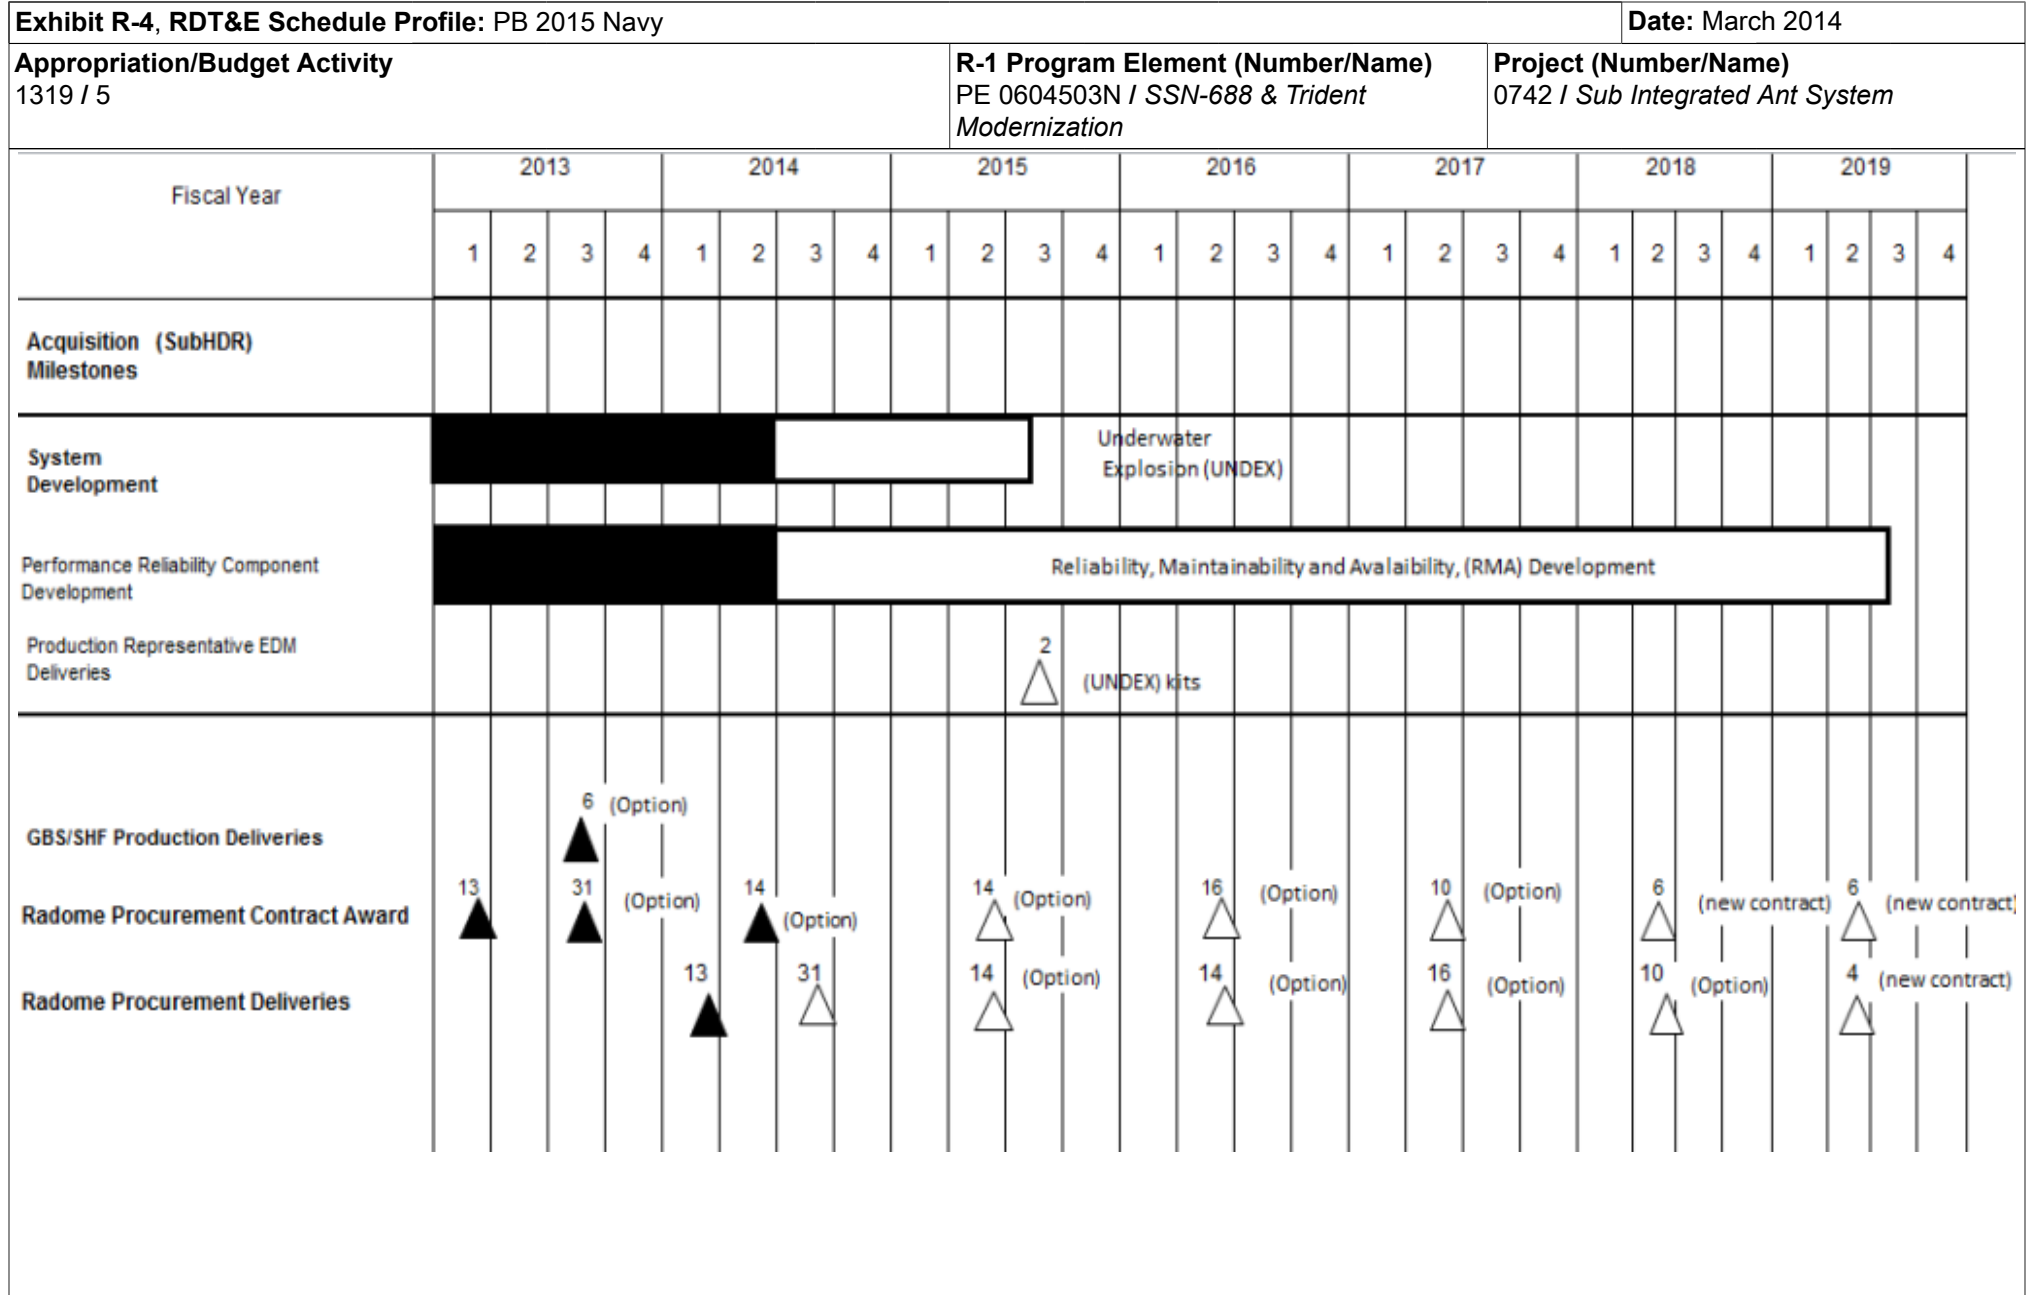 Exhibit R-4, RDT&E Schedule Profile: PB 2015 Navy
Date: March 2014
Appropriation/Budget Activity
1319 / 5
R-1 Program Element (Number/Name)
PE 0604503N / SSN-688 & Trident
Modernization
Project (Number/Name)
0742 / Sub Integrated Ant System
Fiscal Year
2013 2014 2015 2016 2017 2018 2019
1 2 3 4 1 2 3 4 1 2 3 4 1 2 3 4 1 2 3 4 1 2 3 4 1 2 3 4
Acquisition (SubHDR)
Milestones
System
Development
Underwater
Explosion (UNDEX)
Performance Reliability Component
Development
Reliability, Maintainability and Avalaibility, (RMA) Development
Production Representative EDM
Deliveries
2
(UNDEX) kits
GBS/SHF Production Deliveries
6 (Option)
Radome Procurement Contract Award
13 31 (Option) 14 (Option) 14 (Option) 16 (Option) 10 (Option) 6 (new contract) 6 (new contract)
Radome Procurement Deliveries
13 31 14 (Option) 14 (Option) 16 (Option) 10 (Option) 4 (new contract)